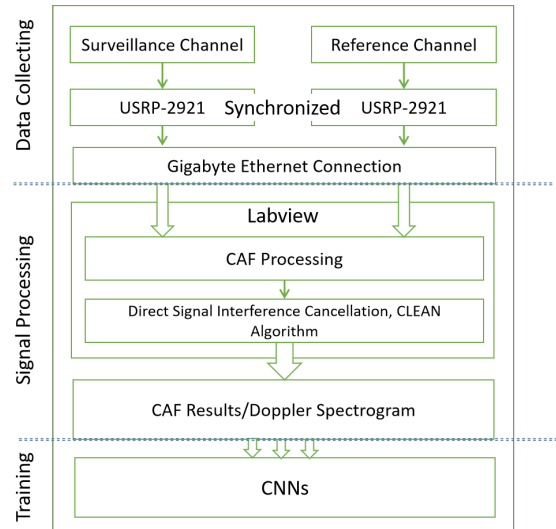 Data Collecting
Surveillance Channel
Reference Channel
USRP-2921
Synchronized
USRP-2921
Gigabyte Ethernet Connection
Signal Processing
Labview
CAF Processing
Direct Signal Interference Cancellation, CLEAN
Algorithm
CAF Results/Doppler Spectrogram
Training
CNNs